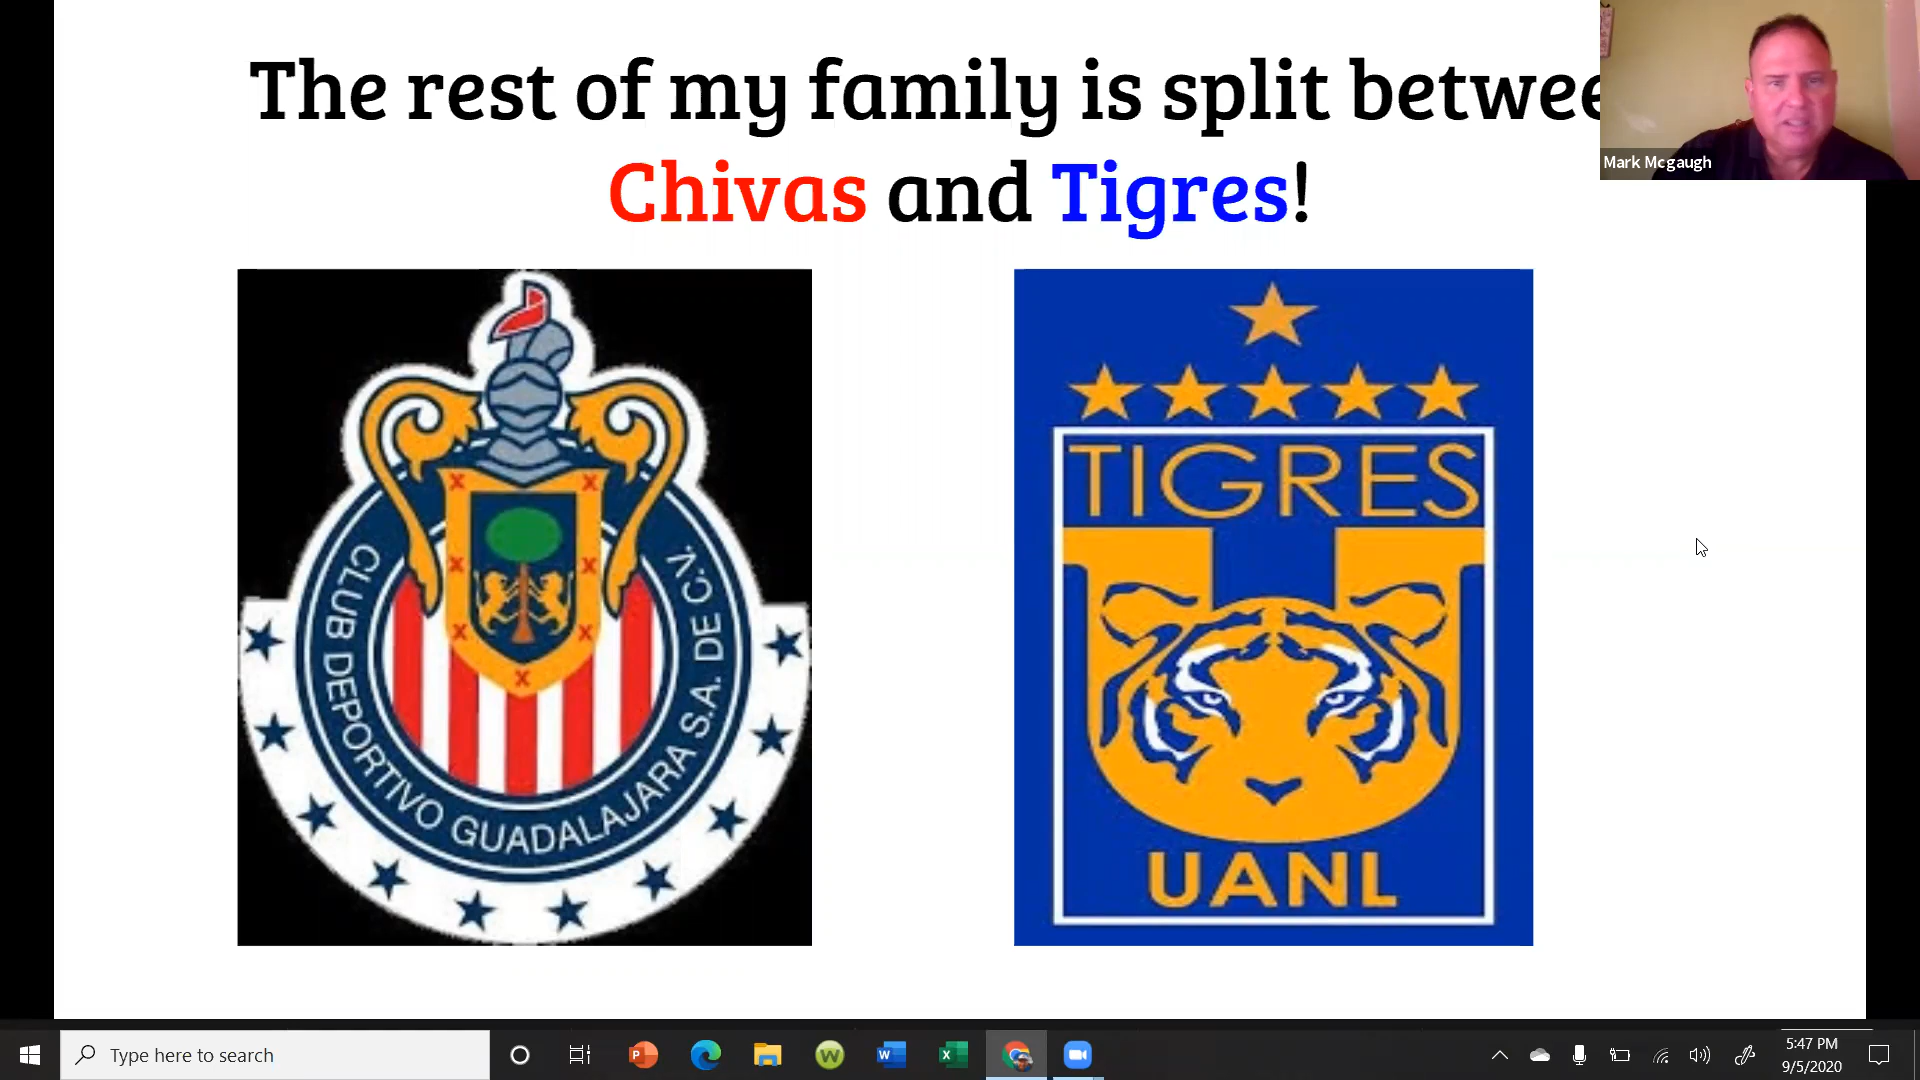 The rest of my family is split betwee
Mark Mcgaugh
Chivas and Tigres!
CLUB DEPORTIVO GUADALAJARA S.A. DE C.V.
TIGRES
UANL
Type here to search
5:47 PM
9/5/2020